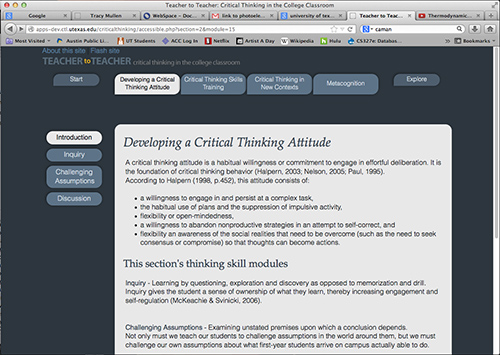 Teacher to Teacher: Critical Thinking in the College Classroom
Google
Tracy Mullen
WebSpace – Doc...
link to photoelec...
university of tex...
Teacher to Teac...
Thermodynamic...
apps-dev.ctl.utexas.edu/criticalthinking/accessible.php?section=2&module=15
caman
Most Visited
Austin Public Library
UT Students
ACC Log In
Netflix
Artist A Day
Wikipedia
Hulu
CS327e: Databas...
Bookmarks
About this site Flash site
TEACHER to TEACHER critical thinking in the college classroom
Start
Developing a Critical Thinking Attitude
Critical Thinking Skills Training
Critical Thinking in New Contexts
Metacognition
Explore
Introduction
Inquiry
Challenging Assumptions
Discussion
Developing a Critical Thinking Attitude
A critical thinking attitude is a habitual willingness or commitment to engage in effortful deliberation. It is
the foundation of critical thinking behavior (Halpern, 2003; Nelson, 2005; Paul, 1995).
According to Halpern (1998, p.452), this attitude consists of:
• a willingness to engage in and persist at a complex task,
• the habitual use of plans and the suppression of impulsive activity,
• flexibility or open-mindedness,
• a willingness to abandon nonproductive strategies in an attempt to self-correct, and
• flexibility an awareness of the social realities that need to be overcome (such as the need to seek
consensus or compromise) so that thoughts can become actions.
This section's thinking skill modules
Inquiry - Learning by questioning, exploration and discovery as opposed to memorization and drill.
Inquiry gives the student a sense of ownership of what they learn, thereby increasing engagement and
self-regulation (McKeachie & Svinicki, 2006).
Challenging Assumptions - Examining unstated premises upon which a conclusion depends.
Not only must we teach our students to challenge assumptions in the world around them, but we must
challenge our own assumptions about what first-year students arrive on campus actually able to do.